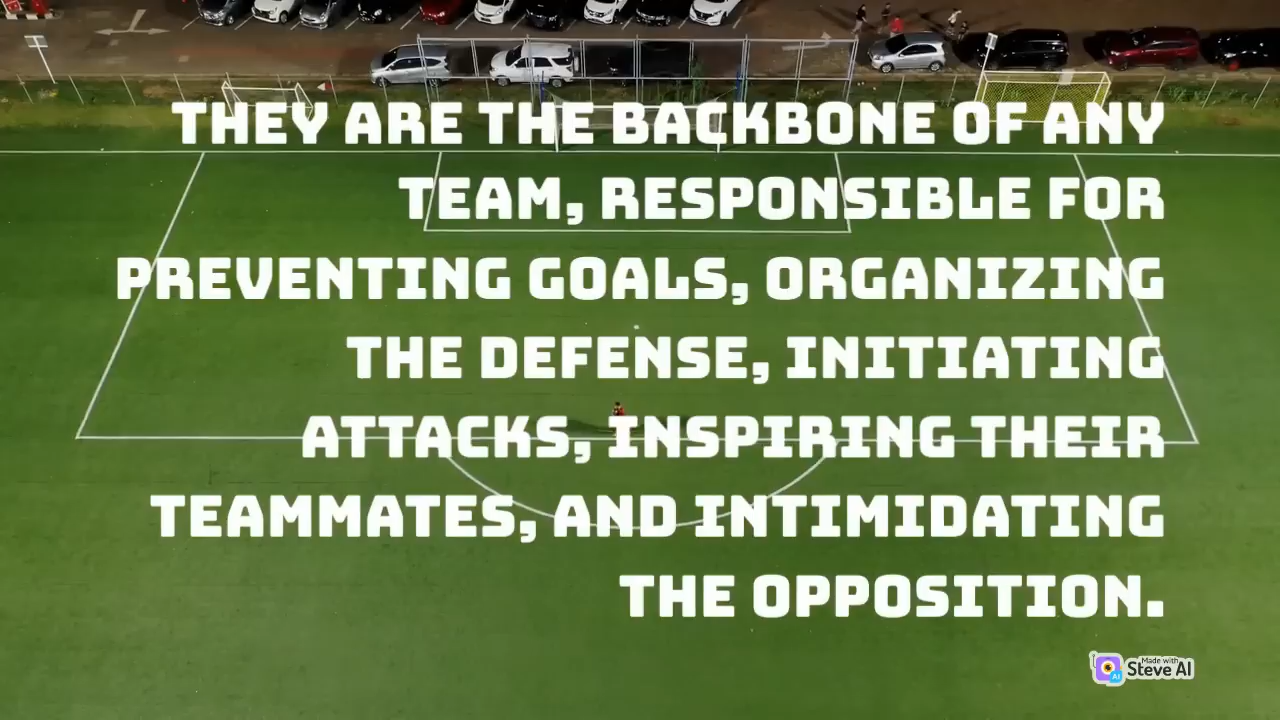 THEY ARE THE BACKBONE OF ANY
TEAM, RESPONSIBLE FOR
PREVENTING GOALS, ORGANIZING
THE DEFENSE, INITIATING
ATTACKS, INSPIRING THEIR
TEAMMATES, AND INTIMIDATING
THE OPPOSITION.
Made with
AI Steve AI